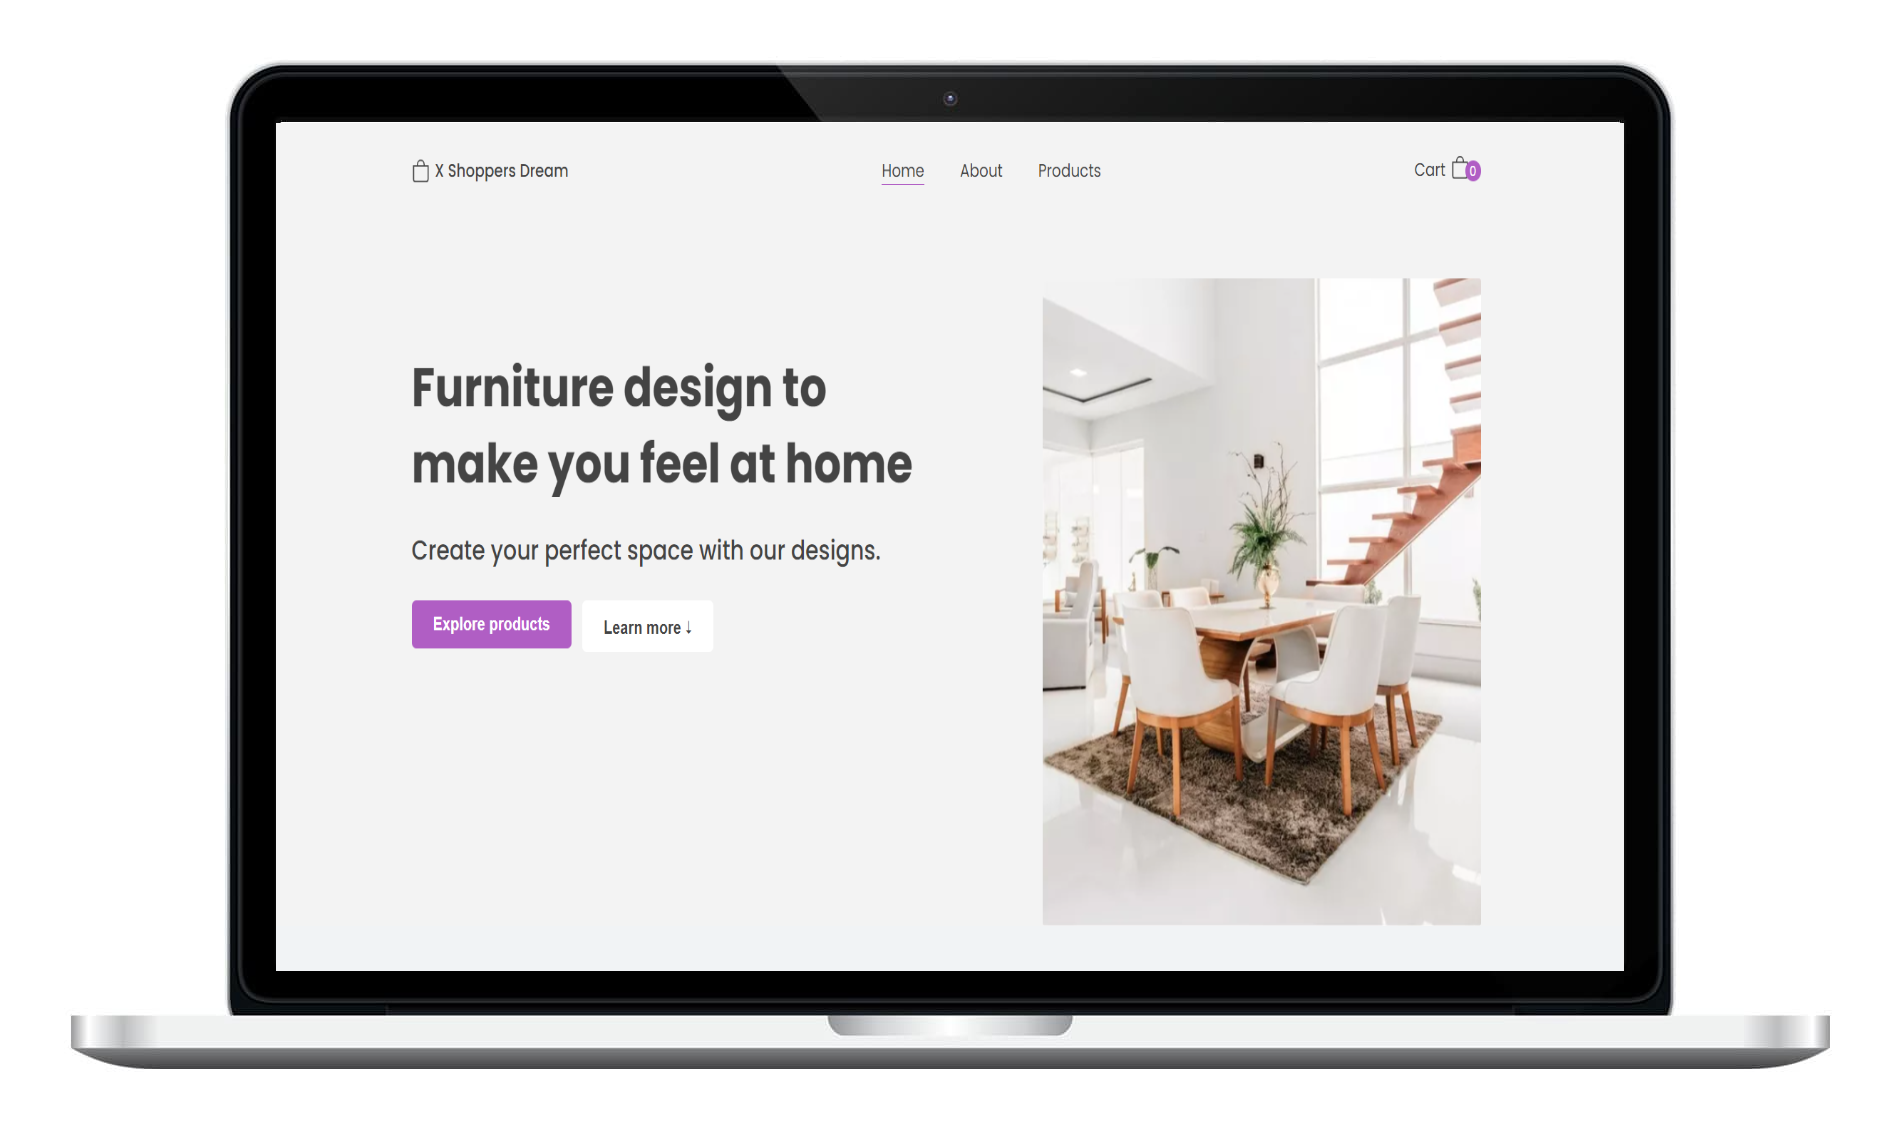 X Shoppers Dream
Home About Products
Cart 0
Furniture design to
make you feel at home
Create your perfect space with our designs.
Explore products
Learn more ↓